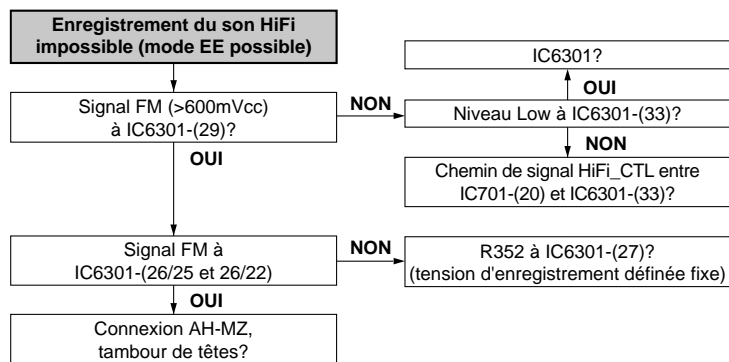 Enregistrement du son HiFi
impossible (mode EE possible)
IC6301?
OUI
Signal FM (>600mVcc)
à IC6301-(29)?
NON
Niveau Low à IC6301-(33)?
OUI
NON
Chemin de signal HiFi_CTL entre
IC701-(20) et IC6301-(33)?
Signal FM à
IC6301-(26/25 et 26/22)
NON
R352 à IC6301-(27)?
(tension d'enregistrement définée fixe)
OUI
Connexion AH-MZ,
tambour de têtes?